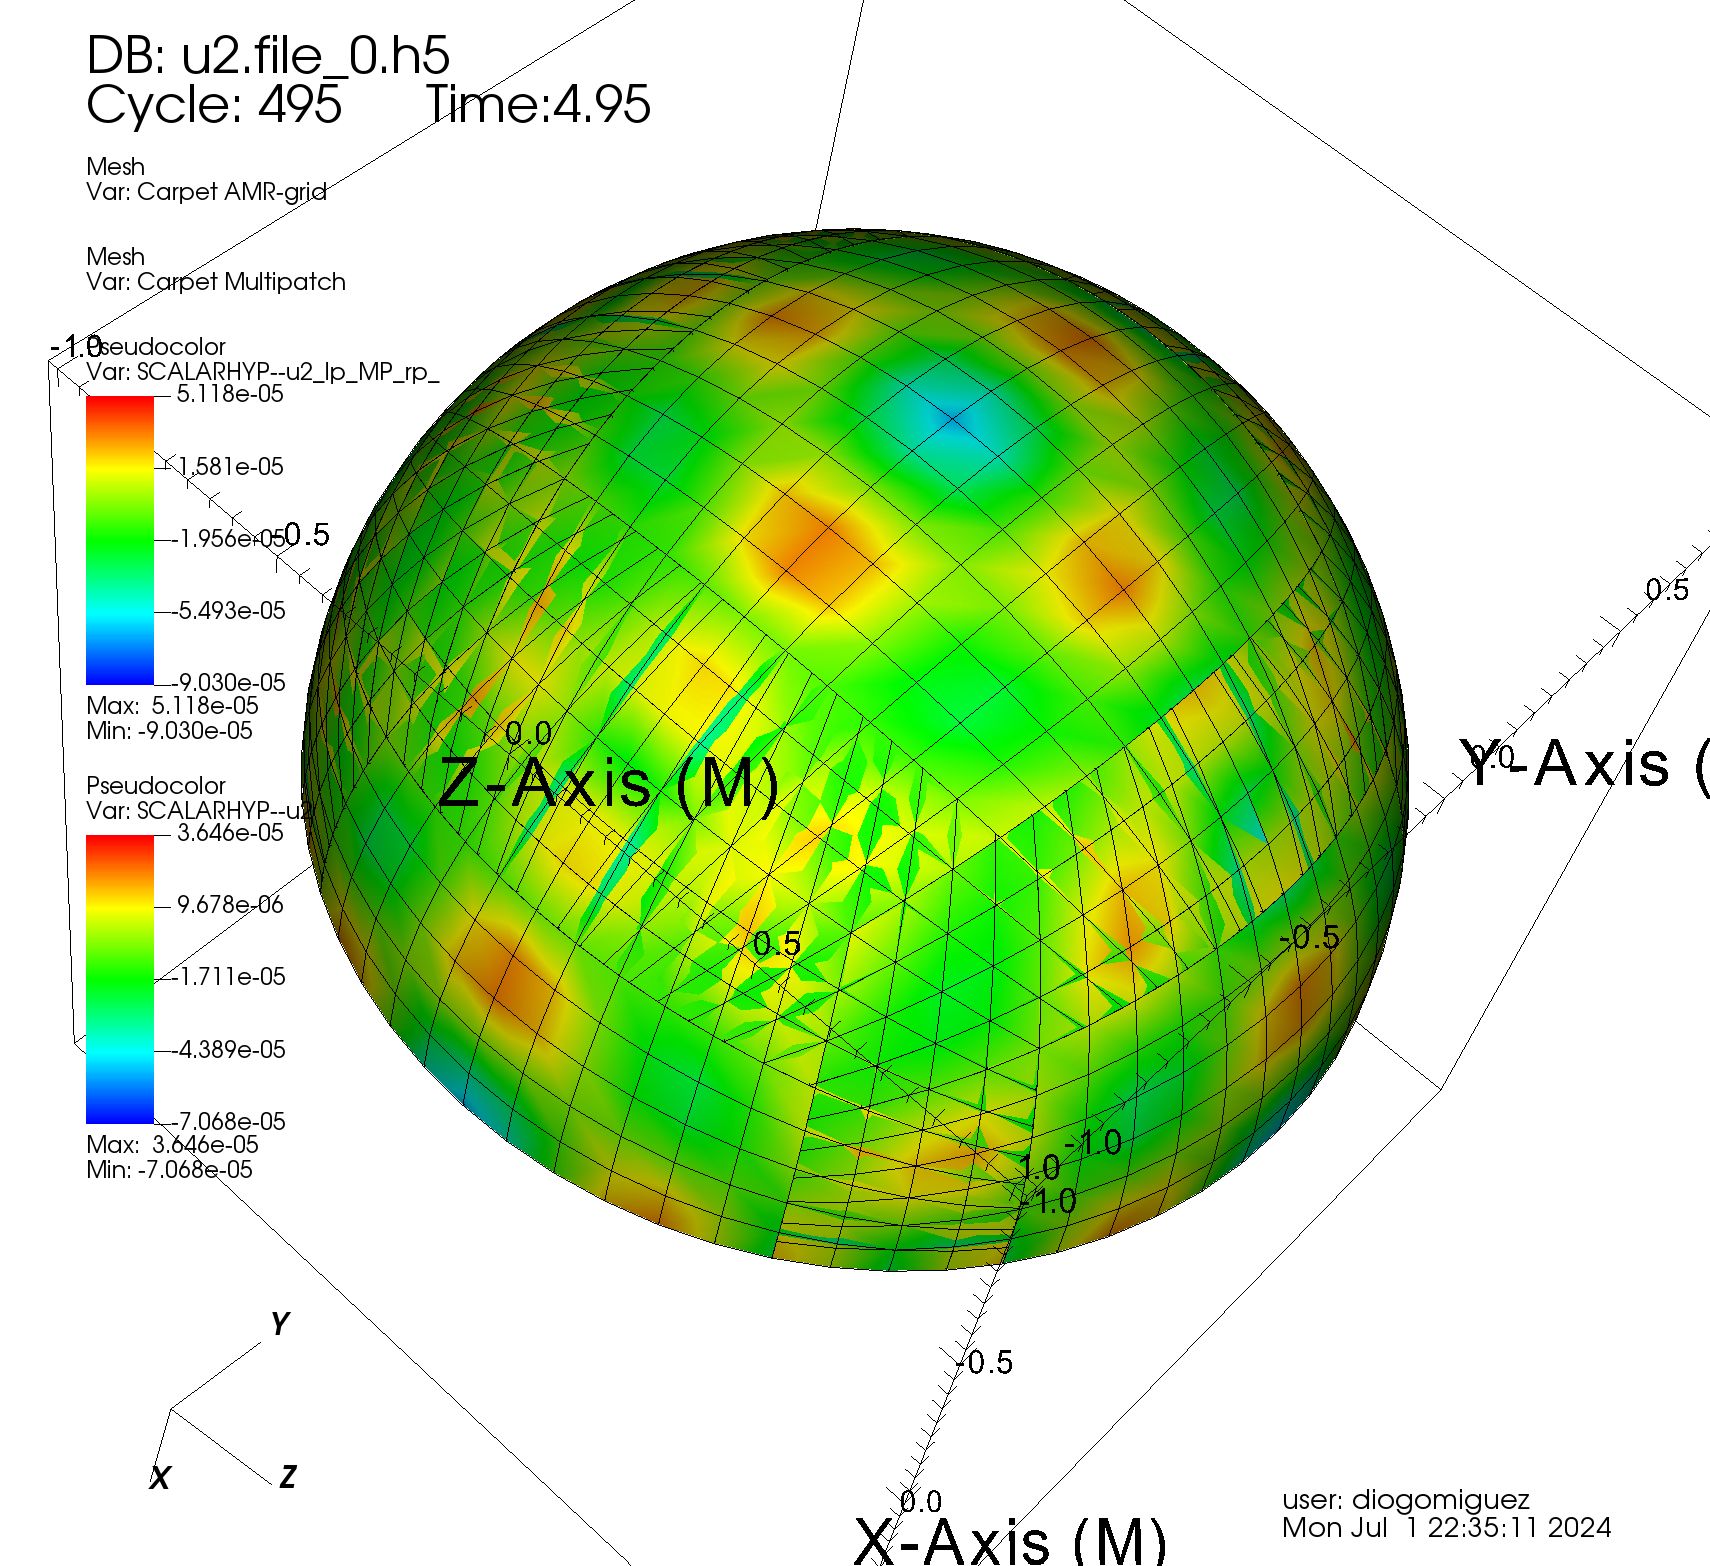 DB: u2.file_0.h5
Cycle: 495 Time:4.95
Mesh
Var: Carpet AMR-grid
Mesh
Var: Carpet Multipatch
-1.0
Pseudocolor
Var: SCALARHYP--u2_lp_MP_rp_
5.118e-05
1.581e-05
-1.956e-05
-5.493e-05
-9.030e-05
Max: 5.118e-05
Min: -9.030e-05
Pseudocolor
Var: SCALARHYP--u2
3.646e-05
9.678e-06
-1.711e-05
-4.389e-05
-7.068e-05
Max: 3.646e-05
Min: -7.068e-05
-0.5
0.0
Z-Axis (M)
0.5
1.0
0.5
0.0
Y-Axis (
-0.5
-1.0
-1.0
-0.5
0.0
X-Axis (M)
Y
X
Z
user: diogomiguez
Mon Jul 1 22:35:11 2024